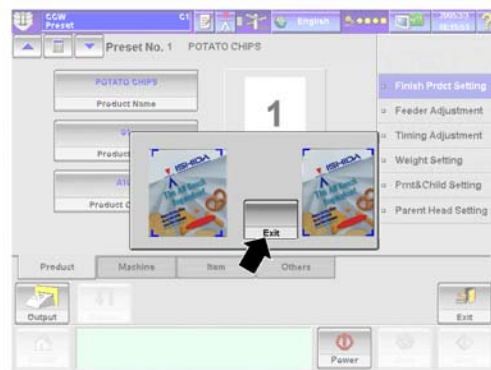 CCW
Preset
C1
English
Preset No. 1 POTATO CHIPS
POTATO CHIPS
Product Name
1
Finish Prdct Setting
Feeder Adjustment
Timing Adjustment
Weight Setting
Prnt&Child Setting
Parent Head Setting
ISHIDA
ISHIDA
Exit
Product
Machine
Item
Others
Output
Exit
Power